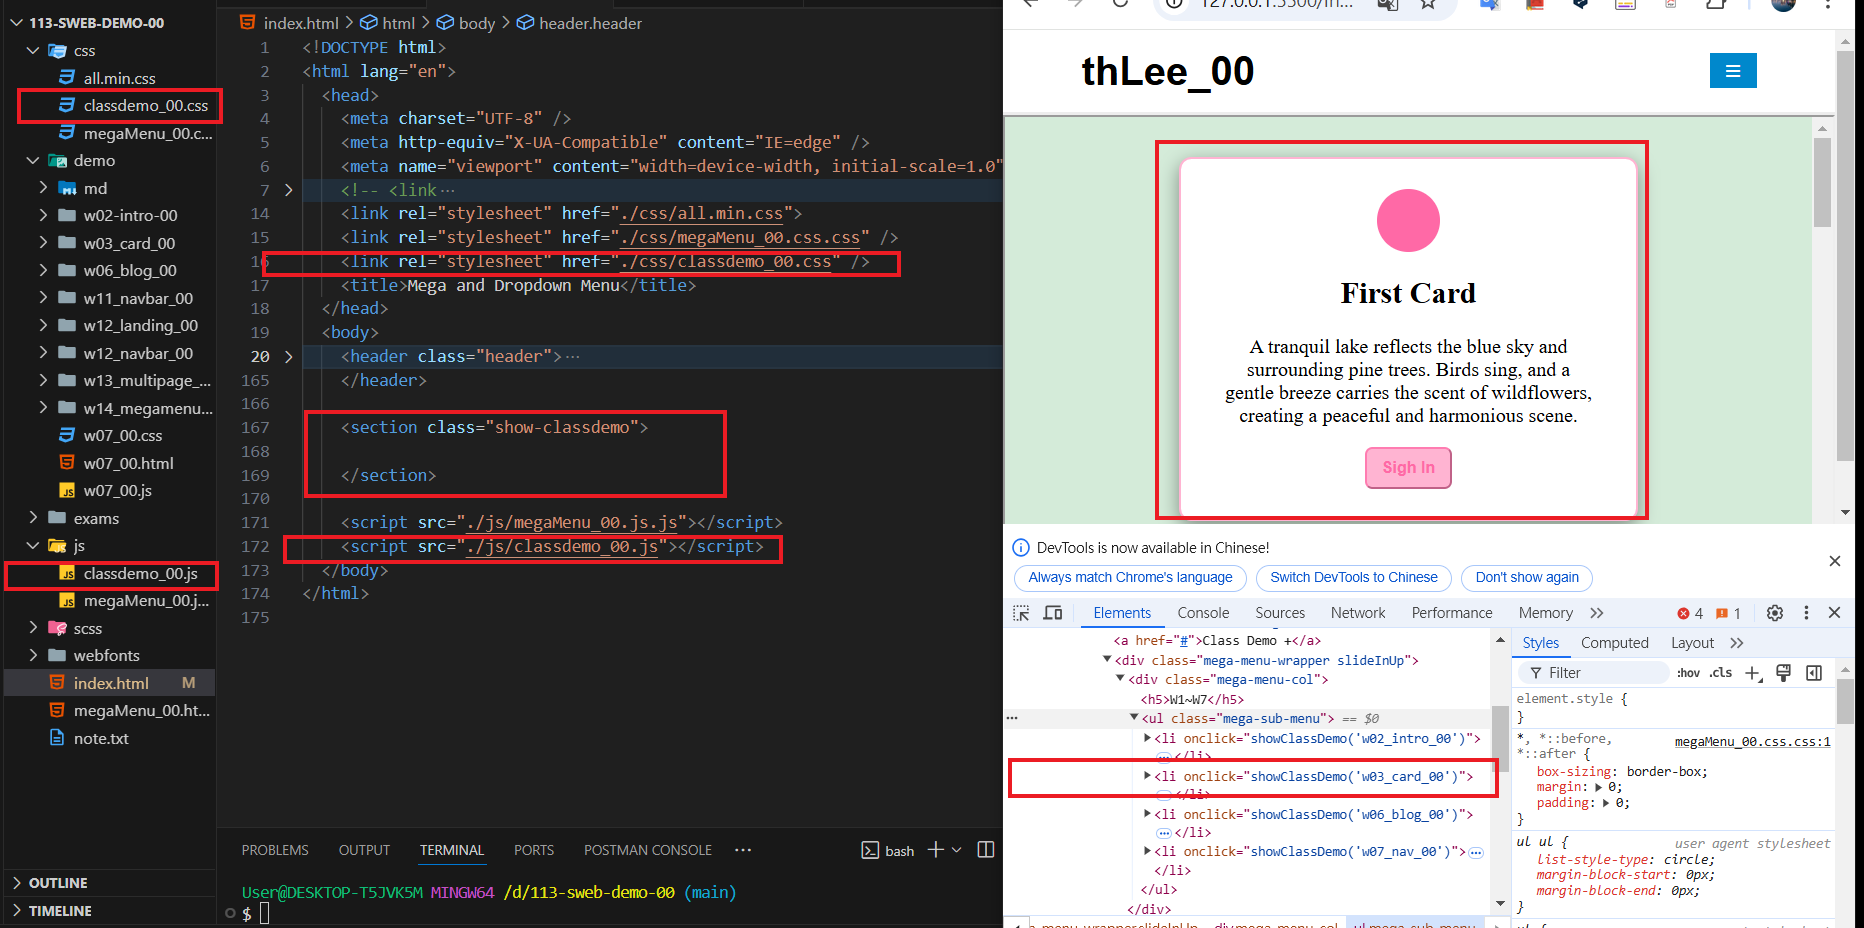 113-SWEB-DEMO-00
css
all.min.css
classdemo_00.css
megaMenu_00.c...
demo
md
w02-intro-00
w03_card_00
w06_blog_00
w11_navbar_00
w12_landing_00
w12_navbar_00
w13_multipage_...
w14_megamenu...
w07_00.css
w07_00.html
w07_00.js
exams
js
classdemo_00.js
megaMenu_00.j...
scss
webfonts
index.html M
megaMenu_00.ht...
note.txt
OUTLINE
TIMELINE
index.html > html > body > header.header
1 <!DOCTYPE html>
2 <html lang="en">
3 <head>
4 <meta charset="UTF-8" />
5 <meta http-equiv="X-UA-Compatible" content="IE=edge" />
6 <meta name="viewport" content="width=device-width, initial-scale=1.0"
7 <!-- <link ...
14 <link rel="stylesheet" href="./css/all.min.css">
15 <link rel="stylesheet" href="./css/megaMenu_00.css.css" />
16 <link rel="stylesheet" href="./css/classdemo_00.css" />
17 <title>Mega and Dropdown Menu</title>
18 </head>
19 <body>
20 <header class="header"> ...
165 </header>
166
167 <section class="show-classdemo">
168
169 </section>
170
171 <script src="./js/megaMenu_00.js.js"></script>
172 <script src="./js/classdemo_00.js"></script>
173 </body>
174 </html>
175
PROBLEMS OUTPUT TERMINAL PORTS POSTMAN CONSOLE ... bash
User@DESKTOP-T5JVK5M MINGW64 /d/113-sweb-demo-00 (main)
$
thLee_00
First Card
A tranquil lake reflects the blue sky and
surrounding pine trees. Birds sing, and a
gentle breeze carries the scent of wildflowers,
creating a peaceful and harmonious scene.
Sigh In
DevTools is now available in Chinese!
Always match Chrome's language Switch DevTools to Chinese Don't show again
Elements Console Sources Network Performance Memory >> 4 1
<a href="#">Class Demo +</a>
<div class="mega-menu-wrapper slideInUp">
<div class="mega-menu-col">
<h5>W1~W7</h5>
... <ul class="mega-sub-menu"> == $0
<li onclick="showClassDemo('w02_intro_00')">
... </li>
<li onclick="showClassDemo('w03_card_00')">
... </li>
<li onclick="showClassDemo('w06_blog_00')">
... </li>
<li onclick="showClassDemo('w07_nav_00')"> ...
</li>
</ul>
</div>
Styles Computed Layout >>
Filter :hov .cls
element.style {
}
*, *::before, megaMenu_00.css.css:1
*::after {
box-sizing: border-box;
margin: 0;
padding: 0;
}
ul ul { user agent stylesheet
list-style-type: circle;
margin-block-start: 0px;
margin-block-end: 0px;
}